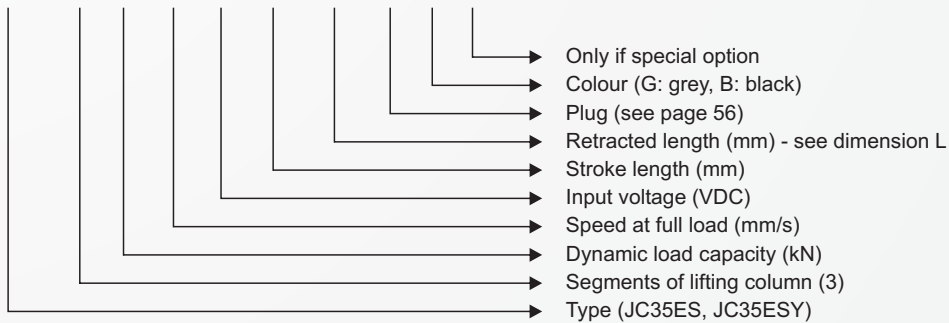 Only if special option
Colour (G: grey, B: black)
Plug (see page 56)
Retracted length (mm) - see dimension L
Stroke length (mm)
Input voltage (VDC)
Speed at full load (mm/s)
Dynamic load capacity (kN)
Segments of lifting column (3)
Type (JC35ES, JC35ESY)